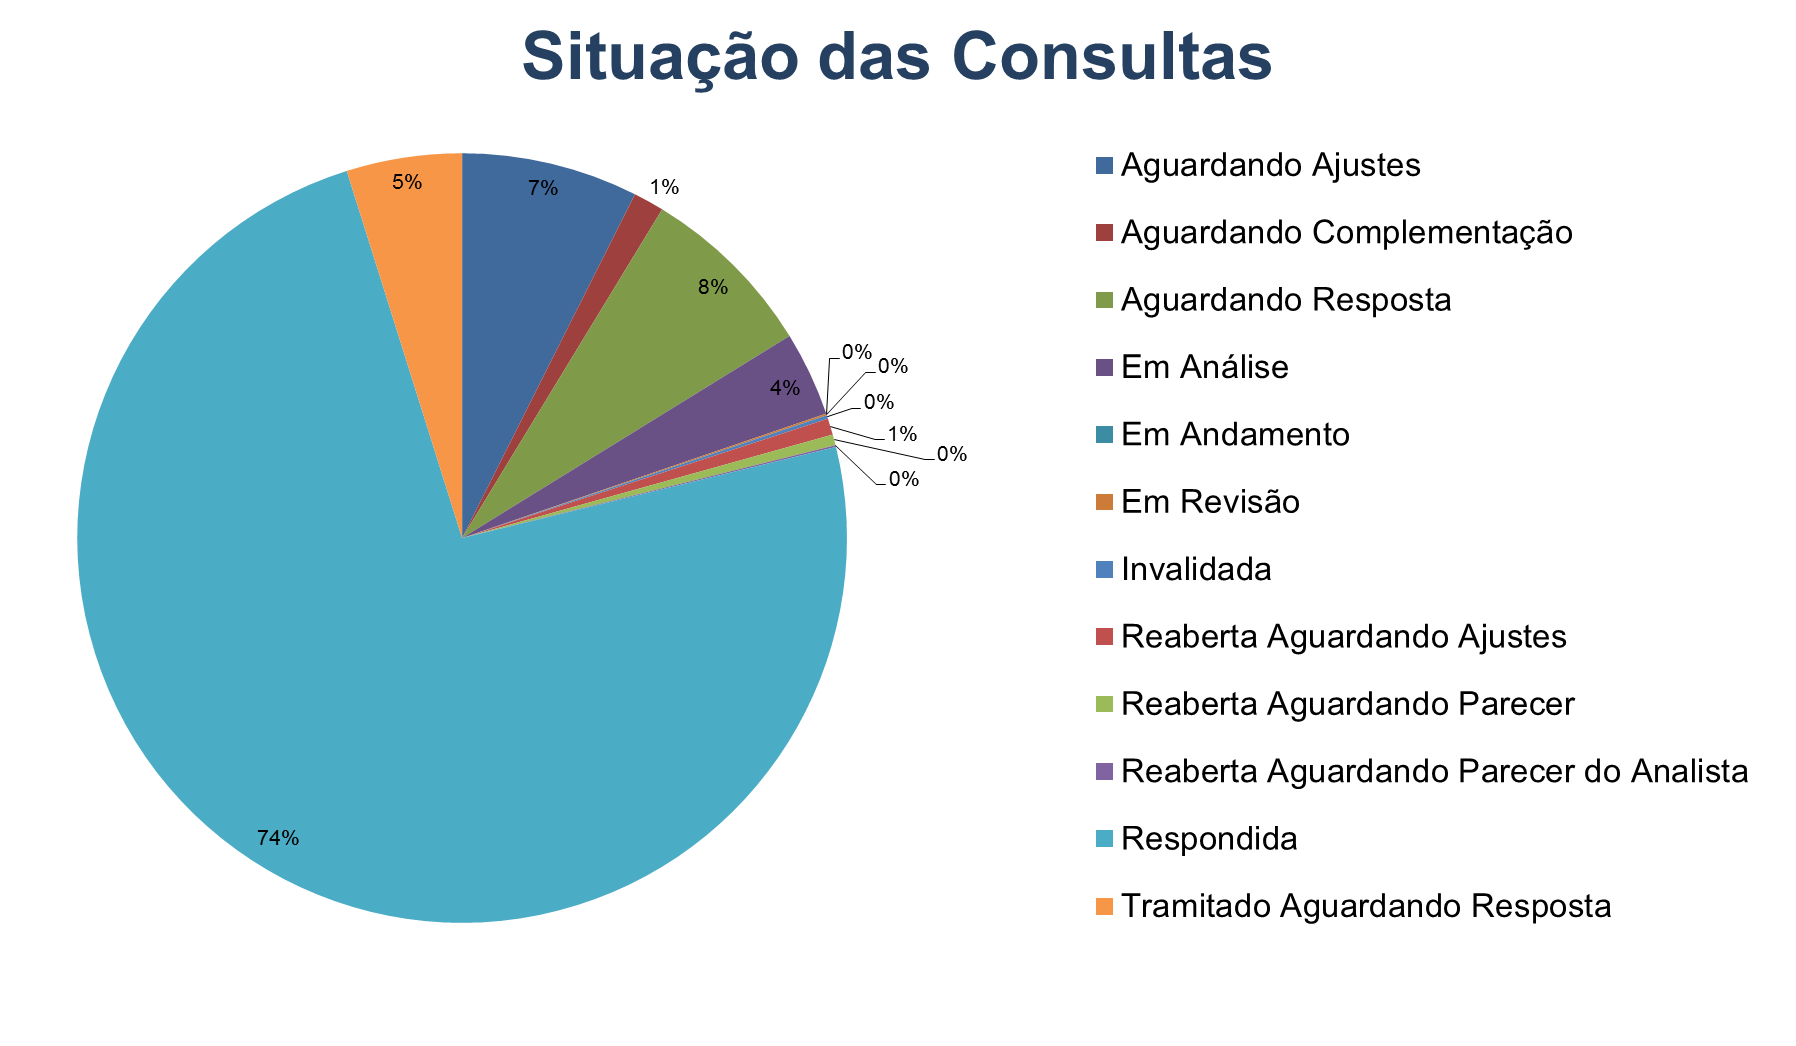 Situação das Consultas
5%
7%
1%
8%
0%
0%
4%
0%
1%
0%
0%
74%
Aguardando Ajustes
Aguardando Complementação
Aguardando Resposta
Em Análise
Em Andamento
Em Revisão
Invalidada
Reaberta Aguardando Ajustes
Reaberta Aguardando Parecer
Reaberta Aguardando Parecer do Analista
Respondida
Tramitado Aguardando Resposta